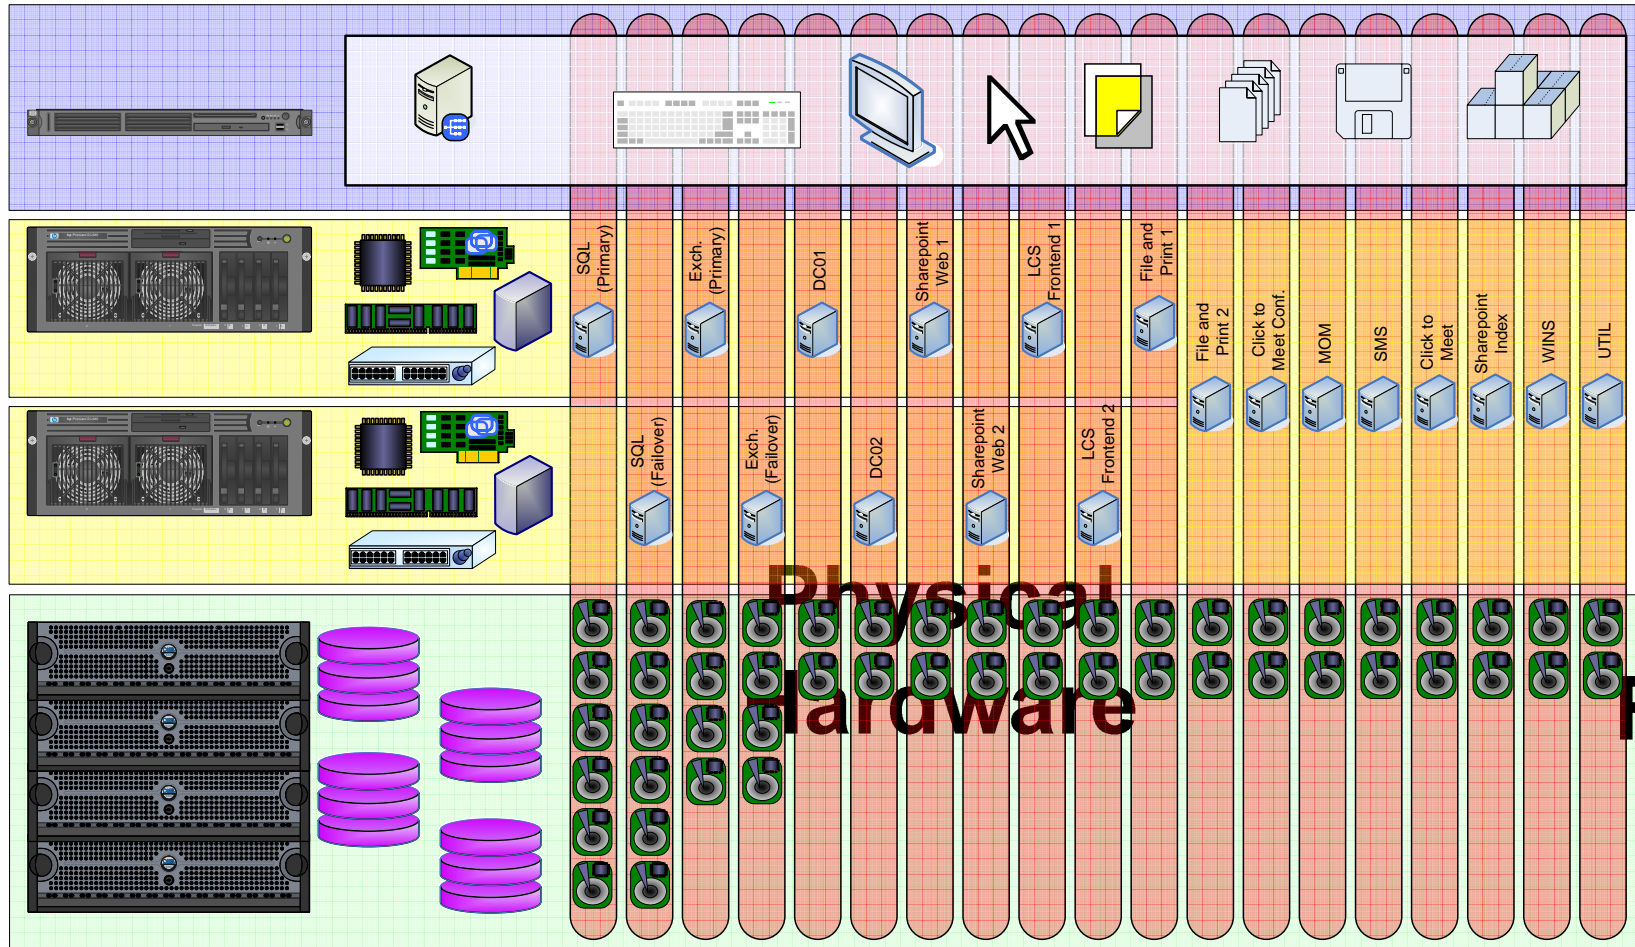 SQL
(Primary)
Exch.
(Primary)
DC01
Sharepoint
Web 1
LCS
Frontend 1
File and
Print 1
File and
Print 2
Click to
Meet Conf.
MOM
SMS
Click to
Meet
Sharepoint
Index
WINS
UTIL
SQL
(Failover)
Exch.
(Failover)
DC02
Sharepoint
Web 2
LCS
Frontend 2
Physical
Hardware